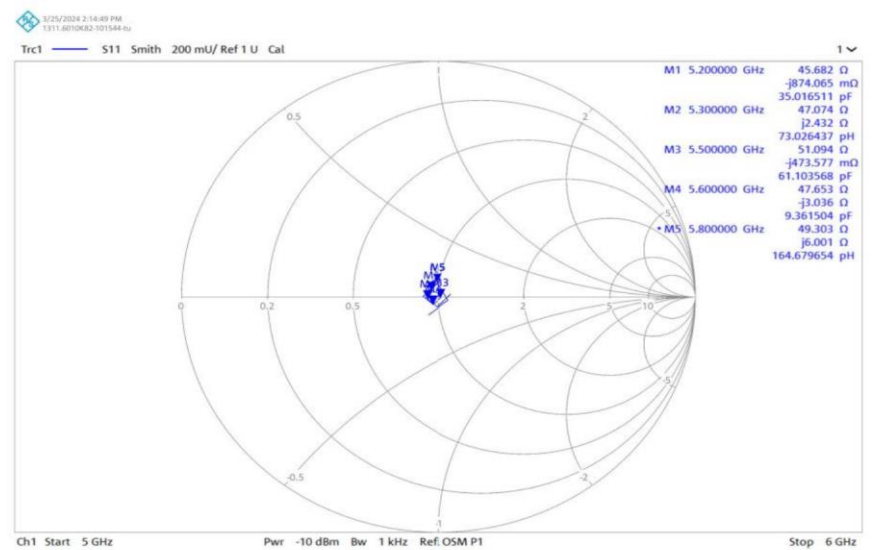 3/25/2024 2:14:49 PM
1311.6010K82-101544-tu
Trc1 S11 Smith 200 mU/ Ref 1 U Cal
1
M1 5.200000 GHz 45.682 Ω
-j874.065 mΩ
35.016511 pF
M2 5.300000 GHz 47.074 Ω
j2.432 Ω
73.026437 pH
M3 5.500000 GHz 51.094 Ω
-j473.577 mΩ
61.103568 pF
M4 5.600000 GHz 47.653 Ω
-j3.036 Ω
9.361504 pF
• M5 5.800000 GHz 49.303 Ω
j6.001 Ω
164.679654 pH
1
0.5
2
5
M5
0
0.2
0.5
2
5
10
-5
-0.5
-2
-1
Ch1 Start 5 GHz Pwr -10 dBm Bw 1 kHz Ref OSM P1 Stop 6 GHz